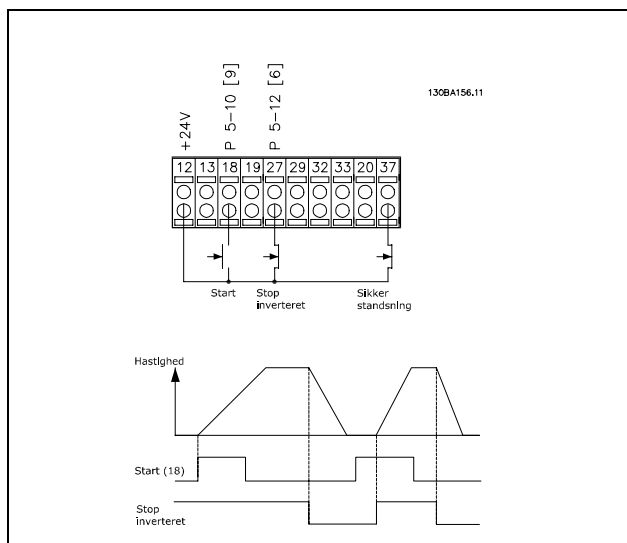 130BA156.11
+24V
P 5-10 [9]
P 5-12 [6]
12 13 18 19 27 29 32 33 20 37
Start
Stop
inverteret
Sikker
standsning
Hastighed
Start (18)
Stop
inverteret